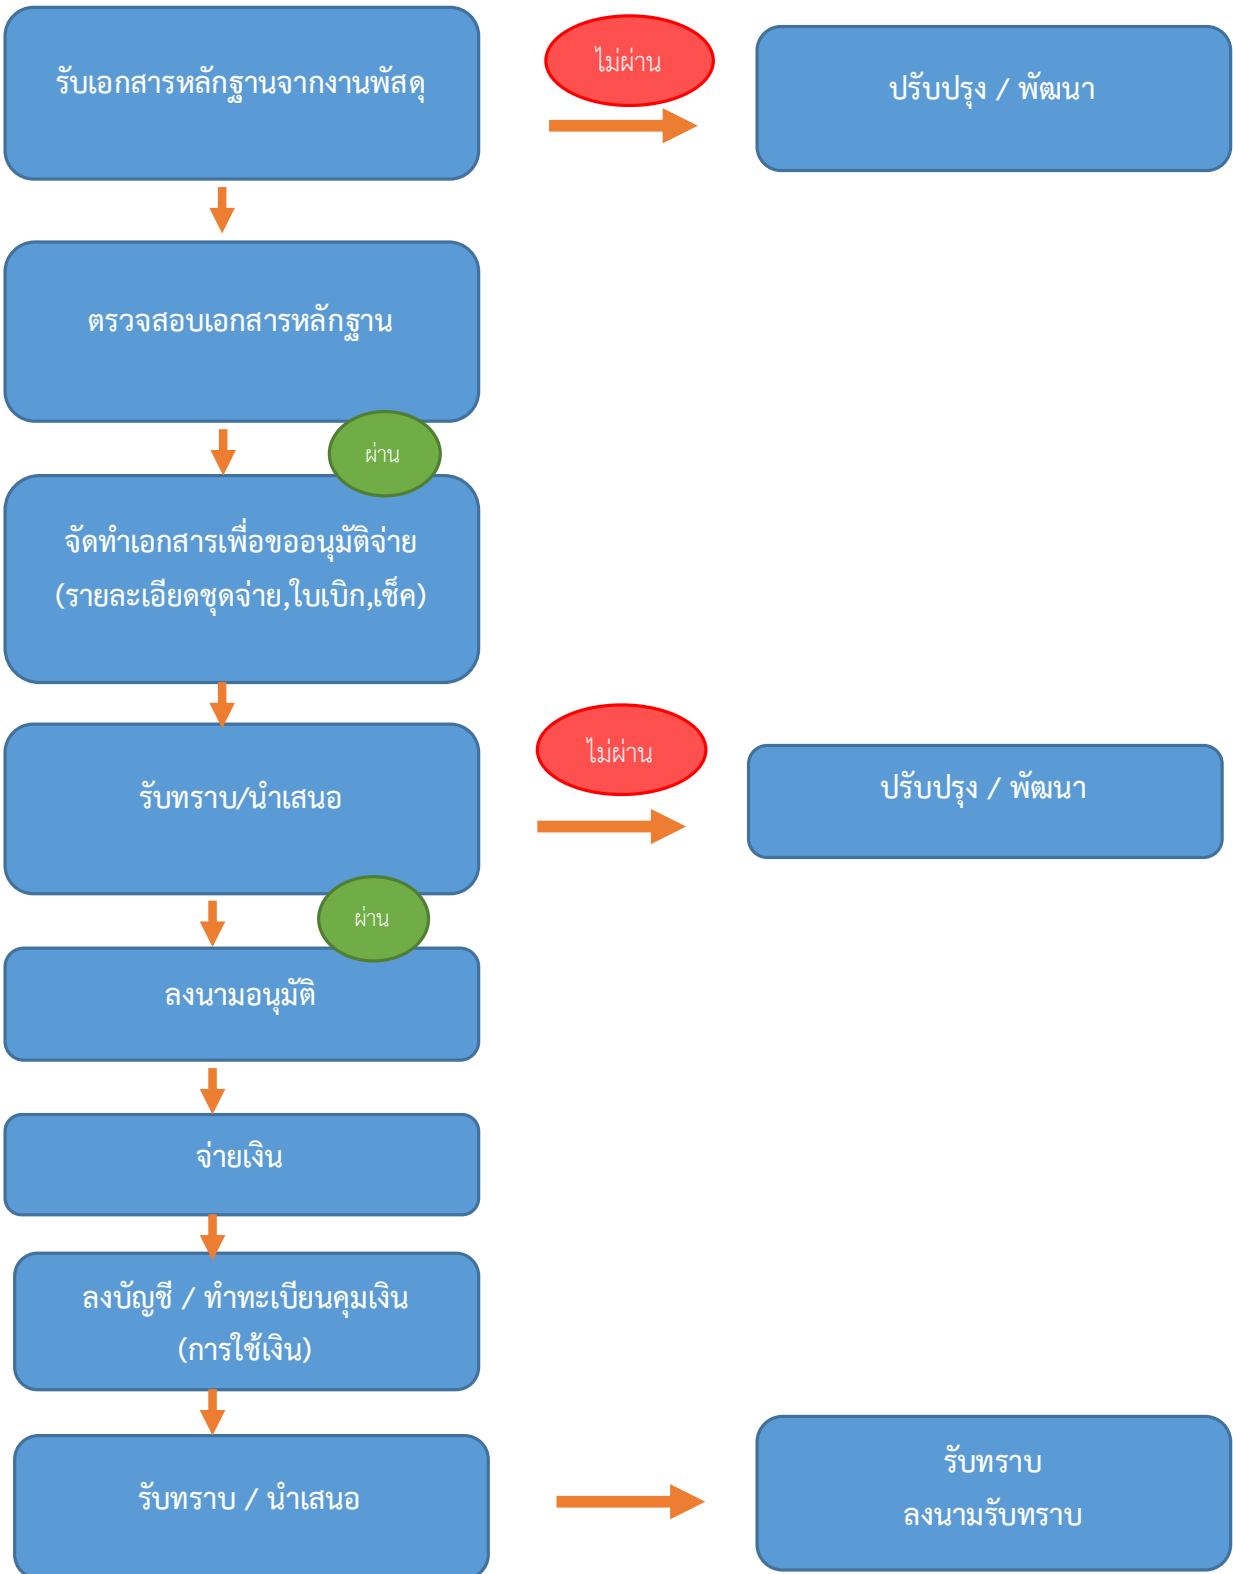 รับเอกสารหลักฐานจากงานพัสดุ
ไม่ผ่าน
ปรับปรุง / พัฒนา
ตรวจสอบเอกสารหลักฐาน
ผ่าน
จัดทำเอกสารเพื่อขออนุมัติจ่าย
(รายละเอียดชุดจ่าย,ใบเบิก,เช็ค)
รับทราบ/นำเสนอ
ไม่ผ่าน
ปรับปรุง / พัฒนา
ผ่าน
ลงนามอนุมัติ
จ่ายเงิน
ลงบัญชี / ทำทะเบียนคุมเงิน
(การใช้เงิน)
รับทราบ / นำเสนอ
รับทราบ
ลงนามรับทราบ